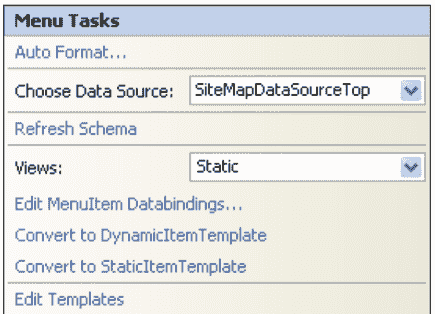 Menu Tasks
Auto Format...
Choose Data Source: SiteMapDataSourceTop
Refresh Schema
Views: Static
Edit MenuItem Databindings...
Convert to DynamicItemTemplate
Convert to StaticItemTemplate
Edit Templates